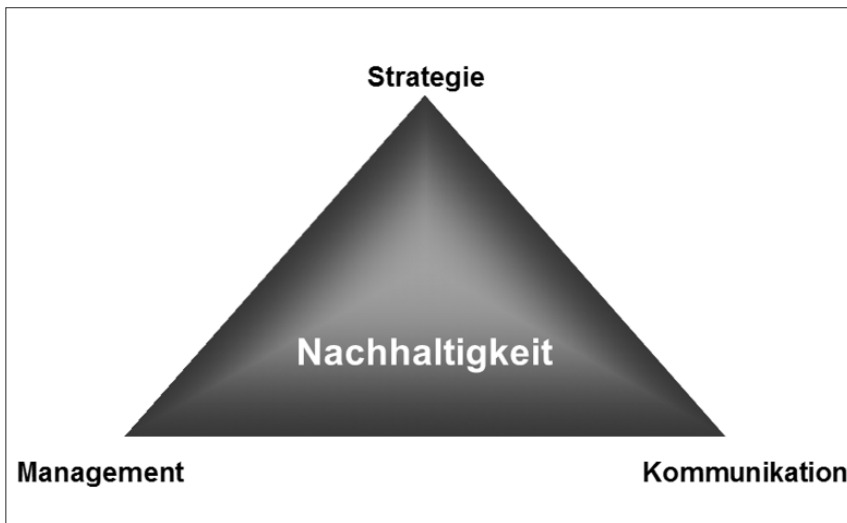 Strategie
Nachhaltigkeit
Management
Kommunikation